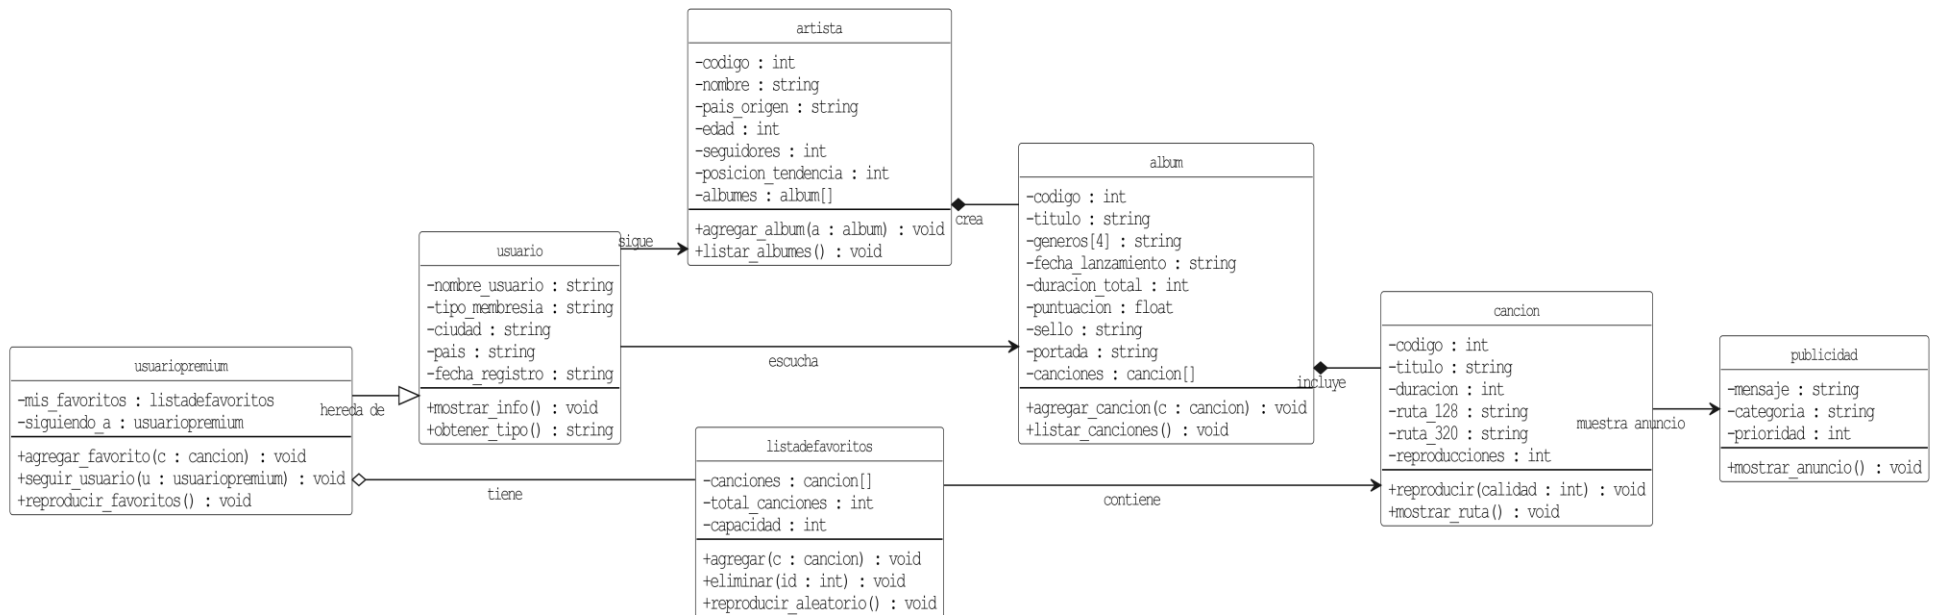 artista
-codigo : int
-nombre : string
-pais_origen : string
-edad : int
-seguidores : int
-posicion_tendencia : int
-albumes : album[]
+agregar_album(a : album) : void
+listar_albumes() : void
crea
album
-codigo : int
-titulo : string
-generos[4] : string
-fecha_lanzamiento : string
-duracion_total : int
-puntuacion : float
-sello : string
-portada : string
-canciones : cancion[]
+agregar_cancion(c : cancion) : void
+listar_canciones() : void
sigue
usuario
-nombre_usuario : string
-tipo_membresia : string
-ciudad : string
-pais : string
-fecha_registro : string
+mostrar_info() : void
+obtener_tipo() : string
escucha
incluye
cancion
-codigo : int
-titulo : string
-duracion : int
-ruta_128 : string
-ruta_320 : string
-reproducciones : int
+reproducir(calidad : int) : void
+mostrar_ruta() : void
muestra anuncio
publicidad
-mensaje : string
-categoria : string
-prioridad : int
+mostrar_anuncio() : void
usuariopremium
-mis_favoritos : listadefavoritos
-siguiendo_a : usuariopremium
+agregar_favorito(c : cancion) : void
+seguir_usuario(u : usuariopremium) : void
+reproducir_favoritos() : void
hereda de
tiene
listadefavoritos
-canciones : cancion[]
-total_canciones : int
-capacidad : int
+agregar(c : cancion) : void
+eliminar(id : int) : void
+reproducir_aleatorio() : void
contiene